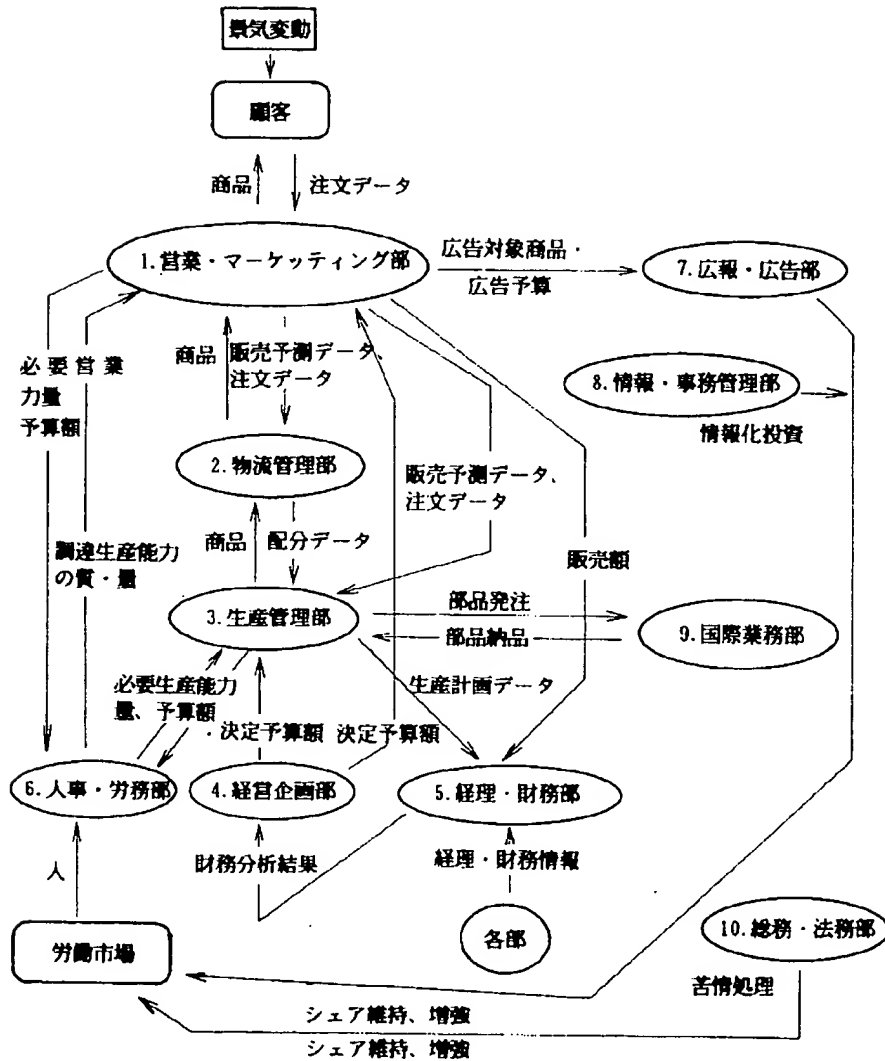 景気変動
顧客
商品
注文データ
1.営業・マーケッティング部
広告対象商品・
広告予算
7.広報・広告部
必要営業
力量
予算額
商品
販売予測データ、
注文データ
8.情報・事務管理部
情報化投資
2.物流管理部
販売予測データ、
注文データ
調達生産能力
の質・量
商品
配分データ
販売額
3.生産管理部
部品発注
部品納品
9.国際業務部
必要生産能力
量、予算額
生産計画データ
決定予算額
決定予算額
6.人事・労務部
4.経営企画部
5.経理・財務部
人
財務分析結果
経理・財務情報
労働市場
各部
10.総務・法務部
苦情処理
シェア維持、増強
シェア維持、増強